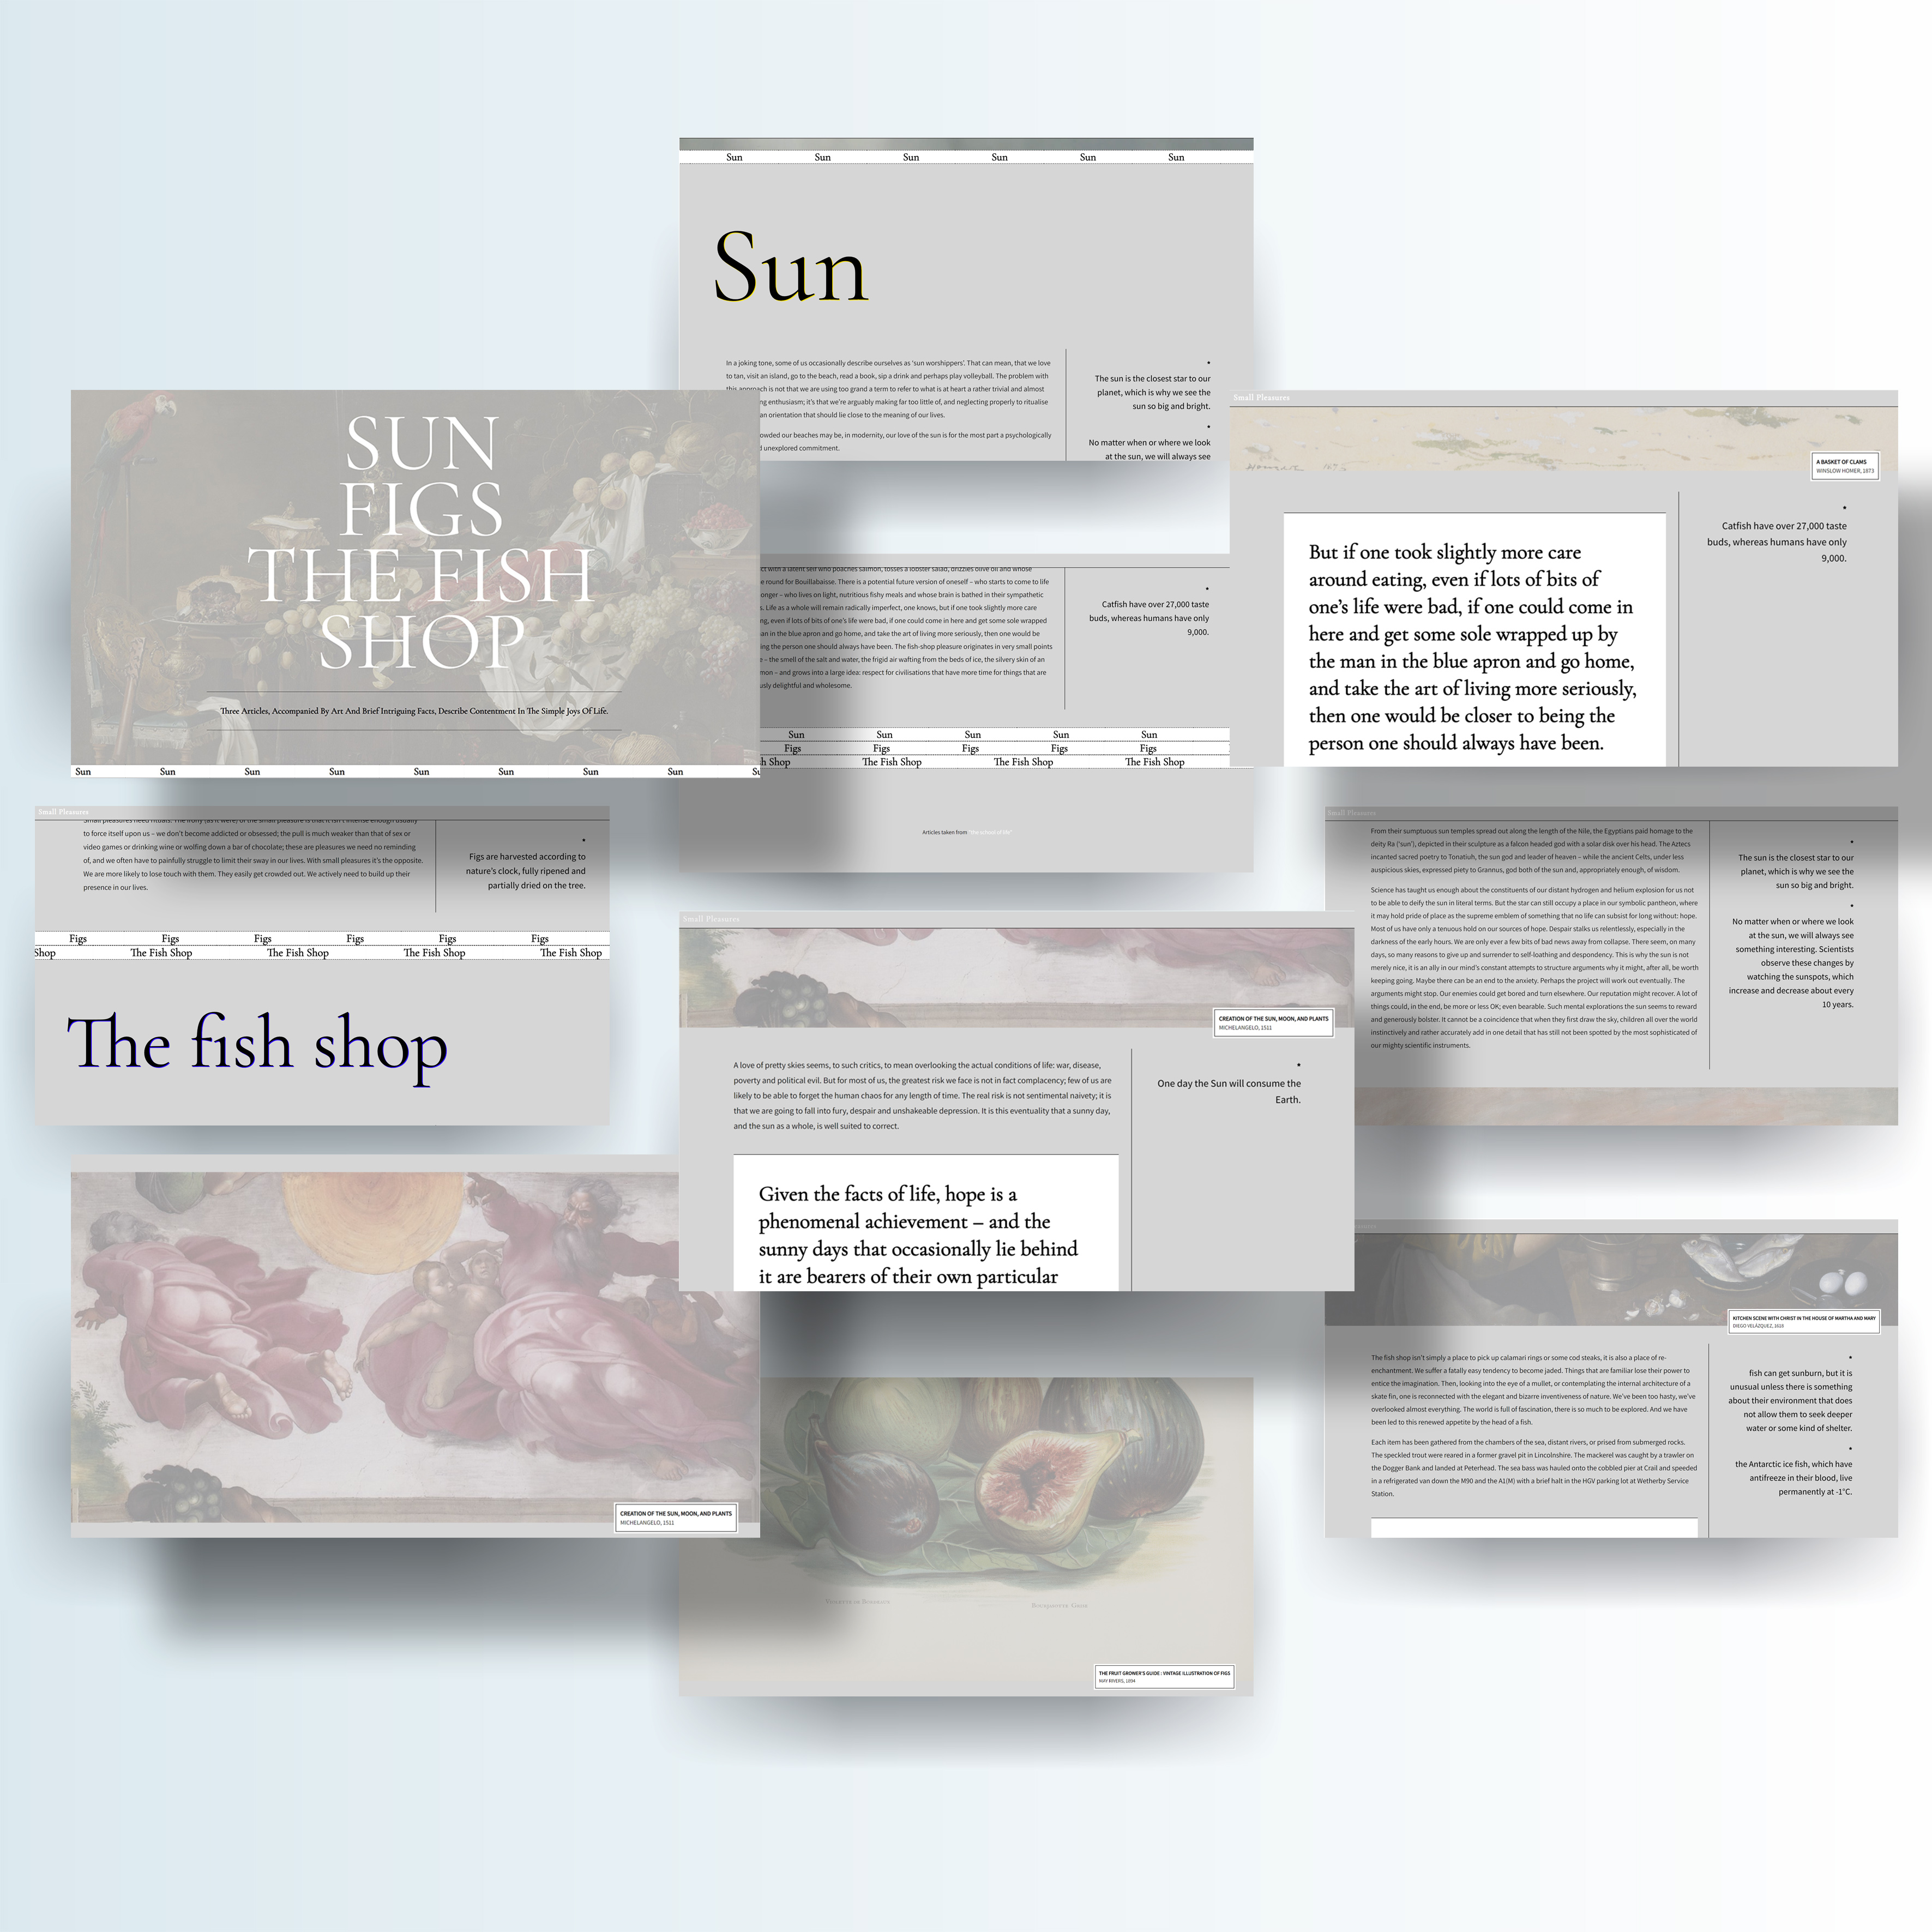 Sun Sun Sun Sun Sun Sun
Sun
In a joking tone, some of us occasionally describe ourselves as ‘sun worshippers’. That can mean, that we love
to tan, visit an island, go to the beach, read a book, sip a drink and perhaps play volleyball. The problem with
this approach is not that we are using too grand a term to refer to what is at heart a rather trivial and almost
enthusiasm; it’s that we’re arguably making far too little of, and neglecting properly to ritualise
an orientation that should lie close to the meaning of our lives.
our beaches may be, in modernity, our love of the sun is for the most part a psychologically
unexplored commitment.
*
The sun is the closest star to our
planet, which is why we see the
sun so big and bright.
*
No matter when or where we look
at the sun, we will always see
SUN
FIGS
THE FISH
SHOP
Three Articles, Accompanied By Art And Brief Intriguing Facts, Describe Contentment In The Simple Joys Of Life.
Sun Sun Sun Sun Sun Sun Sun Sun
Small Pleasures
A BASKET OF CLAMS
WINSLOW HOMER, 1873
But if one took slightly more care
around eating, even if lots of bits of
one’s life were bad, if one could come in
here and get some sole wrapped up by
the man in the blue apron and go home,
and take the art of living more seriously,
then one would be closer to being the
person one should always have been.
*
Catfish have over 27,000 taste
buds, whereas humans have only
9,000.
with a latent self who poaches salmon, tosses a lobster salad, drizzles olive oil and whose
round for Bouillabaisse. There is a potential future version of oneself – who starts to come to life
– who lives on light, nutritious fishy meals and whose brain is bathed in their sympathetic
Life as a whole will remain radically imperfect, one knows, but if one took slightly more care
even if lots of bits of one’s life were bad, if one could come in here and get some sole wrapped
in the blue apron and go home, and take the art of living more seriously, then one would be
the person one should always have been. The fish-shop pleasure originates in very small points
– the smell of the salt and water, the frigid air wafting from the beds of ice, the silvery skin of an
– and grows into a large idea: respect for civilisations that have more time for things that are
delightful and wholesome.
*
Catfish have over 27,000 taste
buds, whereas humans have only
9,000.
Sun Sun Sun Sun Sun
Figs Figs Figs Figs Figs
Shop The Fish Shop The Fish Shop The Fish Shop
Articles taken from "the school of life"
Small Pleasures
Small pleasures need rituals. The irony (as it were) of the small pleasure is that it isn’t intense enough usually
to force itself upon us – we don’t become addicted or obsessed; the pull is much weaker than that of sex or
video games or drinking wine or wolfing down a bar of chocolate; these are pleasures we need no reminding
of, and we often have to painfully struggle to limit their sway in our lives. With small pleasures it’s the opposite.
We are more likely to lose touch with them. They easily get crowded out. We actively need to build up their
presence in our lives.
*
Figs are harvested according to
nature’s clock, fully ripened and
partially dried on the tree.
Figs Figs Figs Figs Figs Figs
Shop The Fish Shop The Fish Shop The Fish Shop The Fish Shop
The fish shop
Small Pleasures
From their sumptuous sun temples spread out along the length of the Nile, the Egyptians paid homage to the
deity Ra (‘sun’), depicted in their sculpture as a falcon headed god with a solar disk over his head. The Aztecs
incanted sacred poetry to Tonatiuh, the sun god and leader of heaven – while the ancient Celts, under less
auspicious skies, expressed piety to Grannus, god both of the sun and, appropriately enough, of wisdom.
Science has taught us enough about the constituents of our distant hydrogen and helium explosion for us not
to be able to deify the sun in literal terms. But the star can still occupy a place in our symbolic pantheon, where
it may hold pride of place as the supreme emblem of something that no life can subsist for long without: hope.
Most of us have only a tenuous hold on our sources of hope. Despair stalks us relentlessly, especially in the
darkness of the early hours. We are only ever a few bits of bad news away from collapse. There seem, on many
days, so many reasons to give up and surrender to self-loathing and despondency. This is why the sun is not
merely nice, it is an ally in our mind’s constant attempts to structure arguments why it might, after all, be worth
keeping going. Maybe there can be an end to the anxiety. Perhaps the project will work out eventually. The
arguments might stop. Our enemies could get bored and turn elsewhere. Our reputation might recover. A lot of
things could, in the end, be more or less OK; even bearable. Such mental explorations the sun seems to reward
and generously bolster. It cannot be a coincidence that when they first draw the sky, children all over the world
instinctively and rather accurately add in one detail that has still not been spotted by the most sophisticated of
our mighty scientific instruments.
*
The sun is the closest star to our
planet, which is why we see the
sun so big and bright.
*
No matter when or where we look
at the sun, we will always see
something interesting. Scientists
observe these changes by
watching the sunspots, which
increase and decrease about every
10 years.
Small Pleasures
CREATION OF THE SUN, MOON, AND PLANTS
MICHELANGELO, 1511
A love of pretty skies seems, to such critics, to mean overlooking the actual conditions of life: war, disease,
poverty and political evil. But for most of us, the greatest risk we face is not in fact complacency; few of us are
likely to be able to forget the human chaos for any length of time. The real risk is not sentimental naivety; it is
that we are going to fall into fury, despair and unshakeable depression. It is this eventuality that a sunny day,
and the sun as a whole, is well suited to correct.
*
One day the Sun will consume the
Earth.
Given the facts of life, hope is a
phenomenal achievement – and the
sunny days that occasionally lie behind
it are bearers of their own particular
CREATION OF THE SUN, MOON, AND PLANTS
MICHELANGELO, 1511
KITCHEN SCENE WITH CHRIST IN THE HOUSE OF MARTHA AND MARY
DIEGO VELÁZQUEZ, 1618
The fish shop isn’t simply a place to pick up calamari rings or some cod steaks, it is also a place of re-
enchantment. We suffer a fatally easy tendency to become jaded. Things that are familiar lose their power to
entice the imagination. Then, looking into the eye of a mullet, or contemplating the internal architecture of a
skate fin, one is reconnected with the elegant and bizarre inventiveness of nature. We’ve been too hasty, we’ve
overlooked almost everything. The world is full of fascination, there is so much to be explored. And we have
been led to this renewed appetite by the head of a fish.
Each item has been gathered from the chambers of the sea, distant rivers, or prised from submerged rocks.
The speckled trout were reared in a former gravel pit in Lincolnshire. The mackerel was caught by a trawler on
the Dogger Bank and landed at Peterhead. The sea bass was hauled onto the cobbled pier at Crail and speeded
in a refrigerated van down the M90 and the A1(M) with a brief halt in the HGV parking lot at Wetherby Service
Station.
*
fish can get sunburn, but it is
unusual unless there is something
about their environment that does
not allow them to seek deeper
water or some kind of shelter.
*
the Antarctic ice fish, which have
antifreeze in their blood, live
permanently at -1°C.
THE FRUIT GROWER'S GUIDE : VINTAGE ILLUSTRATION OF FIGS
MAY RIVERS, 1894